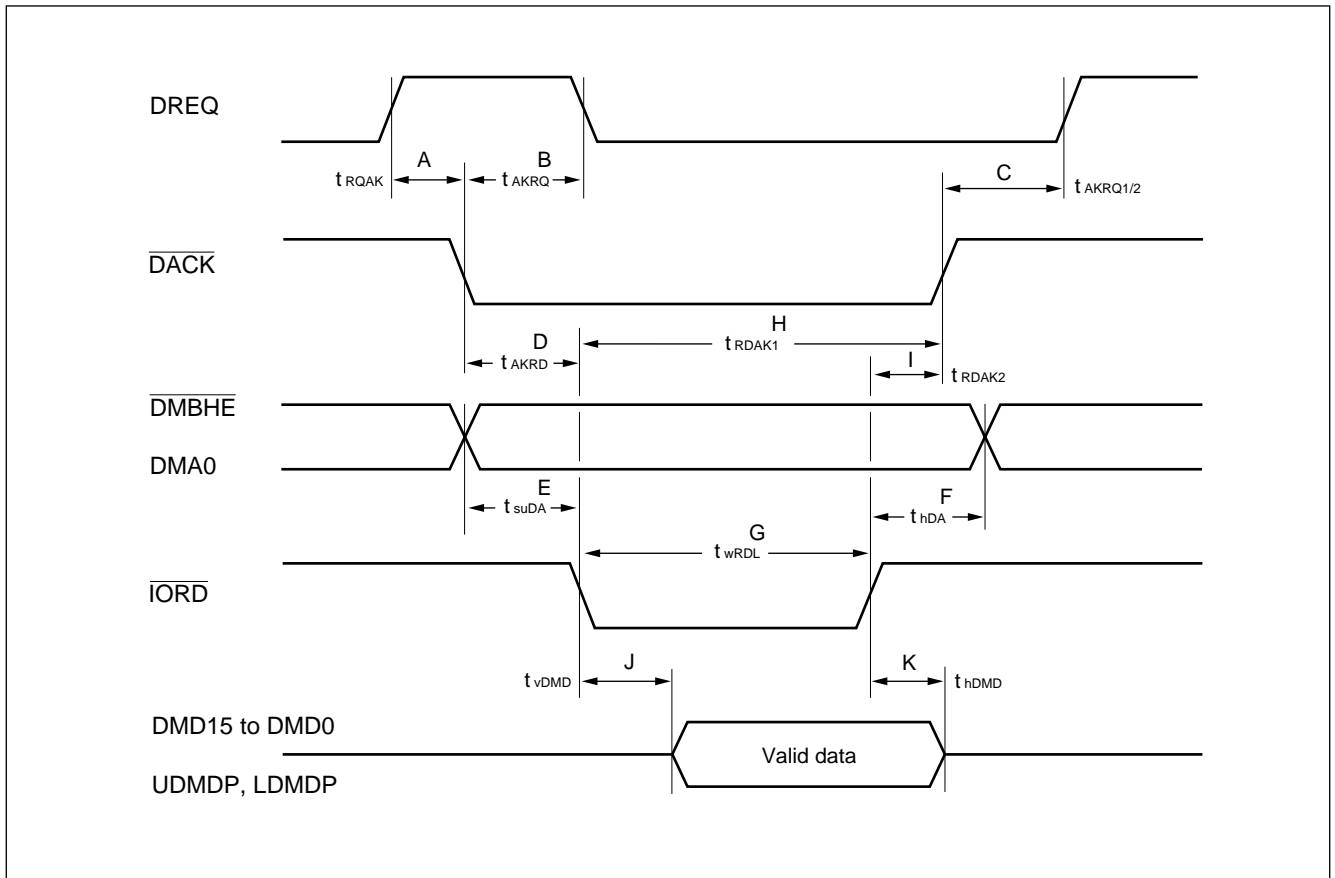 DREQ
A
B
C
t RQAK
t AKRQ
t AKRQ1/2
DACK
H
D
t RDAK1
t AKRD
I
t RDAK2
DMBHE
DMA0
E
F
t suDA
t hDA
G
t wRDL
IORD
J
K
t vDMD
t hDMD
DMD15 to DMD0
Valid data
UDMDP, LDMDP